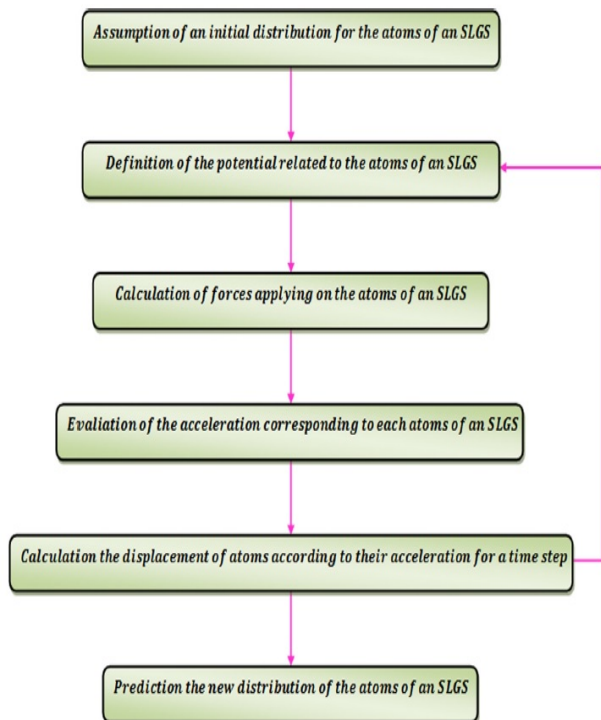 Assumption of an initial distribution for the atoms of an SLGS
Definition of the potential related to the atoms of an SLGS
Calculation of forces applying on the atoms of an SLGS
Evaliation of the acceleration corresponding to each atoms of an SLGS
Calculation the displacement of atoms according to their acceleration for a time step
Prediction the new distribution of the atoms of an SLGS